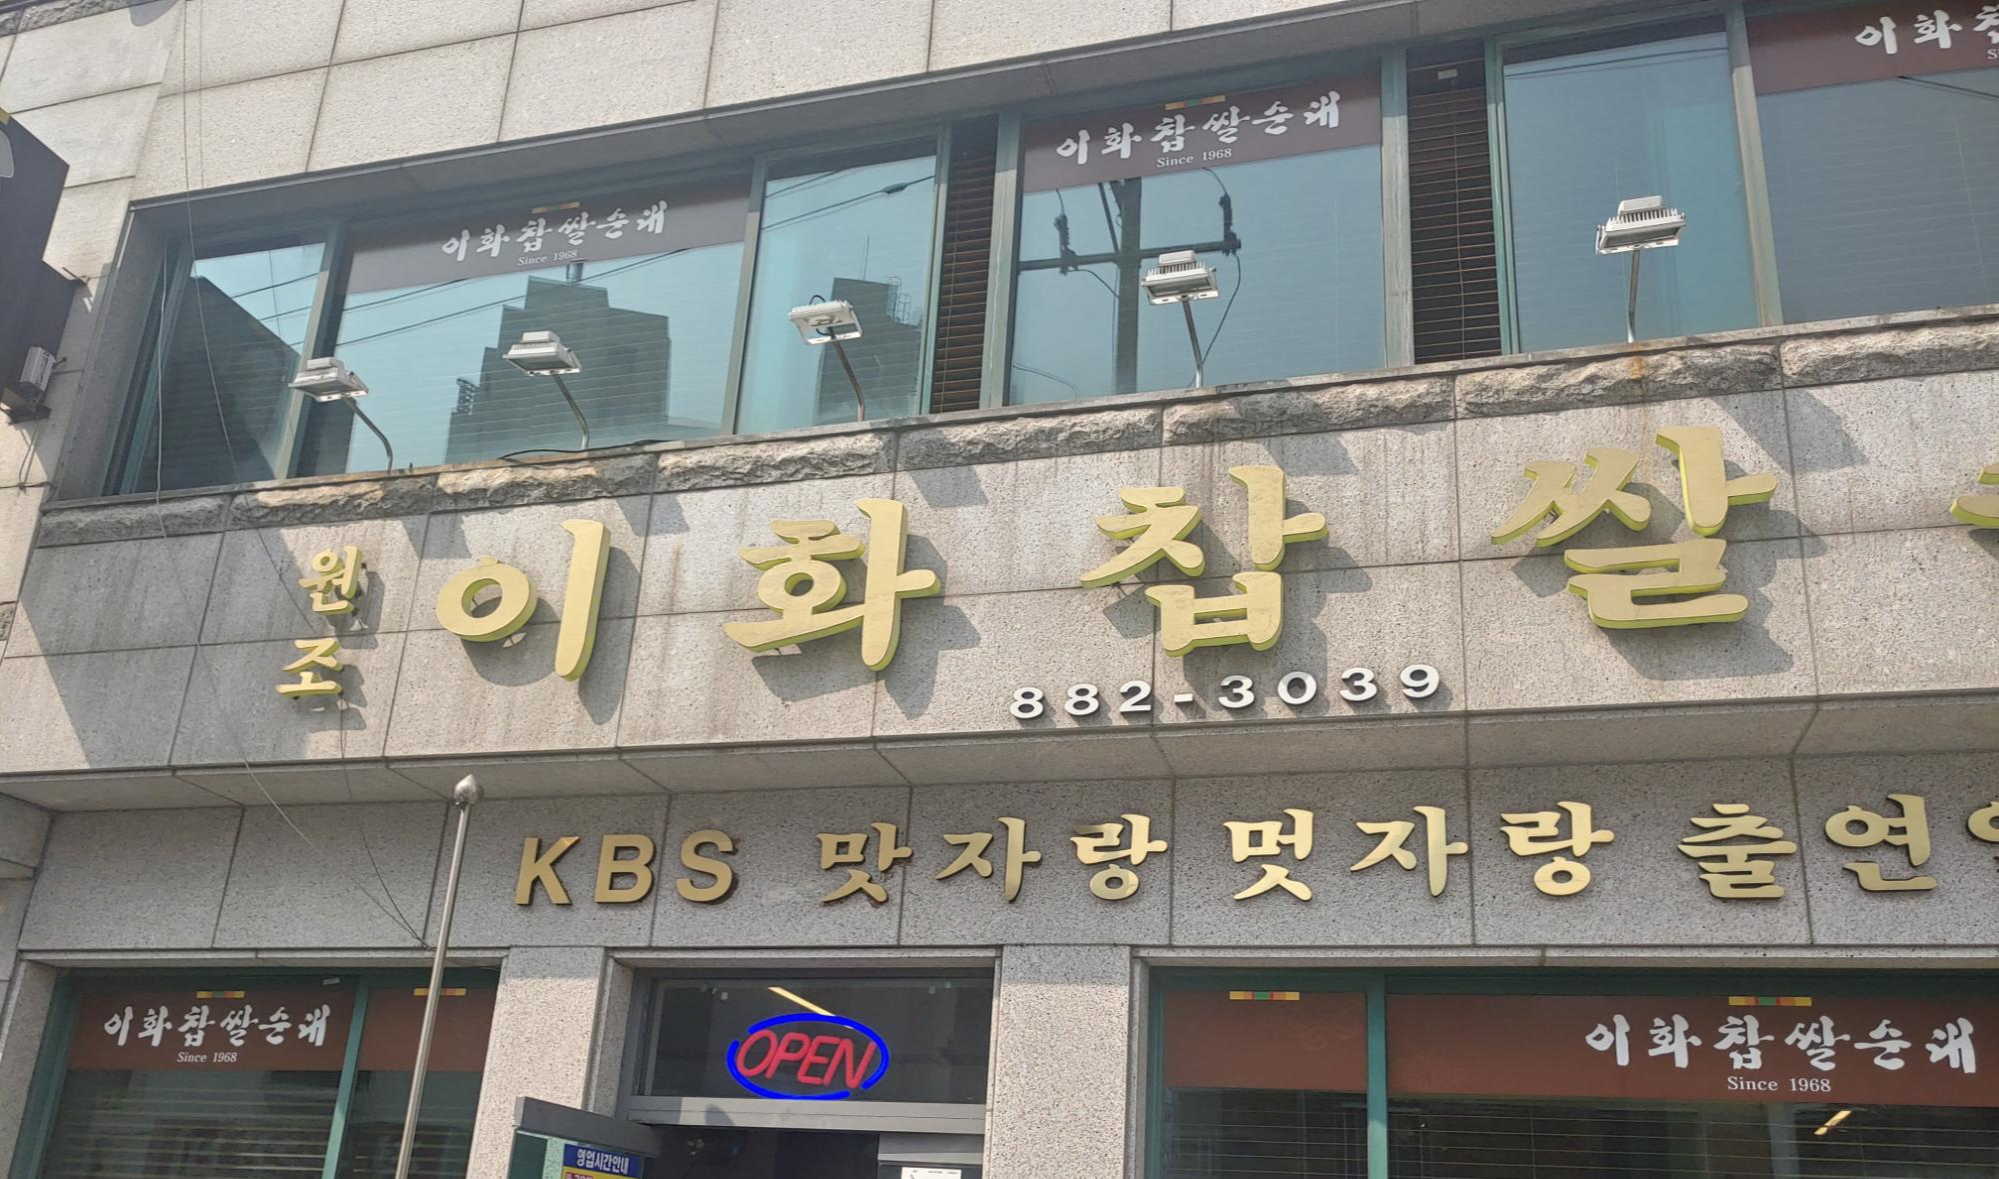 이화찹
이화찹쌀순대
Since 1968
이화찹쌀순대
Since 1968
원조 이화찹쌀
882-3039
KBS 맛자랑 멋자랑 출연
이화찹쌀순대
Since 1968
OPEN
이화찹쌀순대
Since 1968
영업시간안내